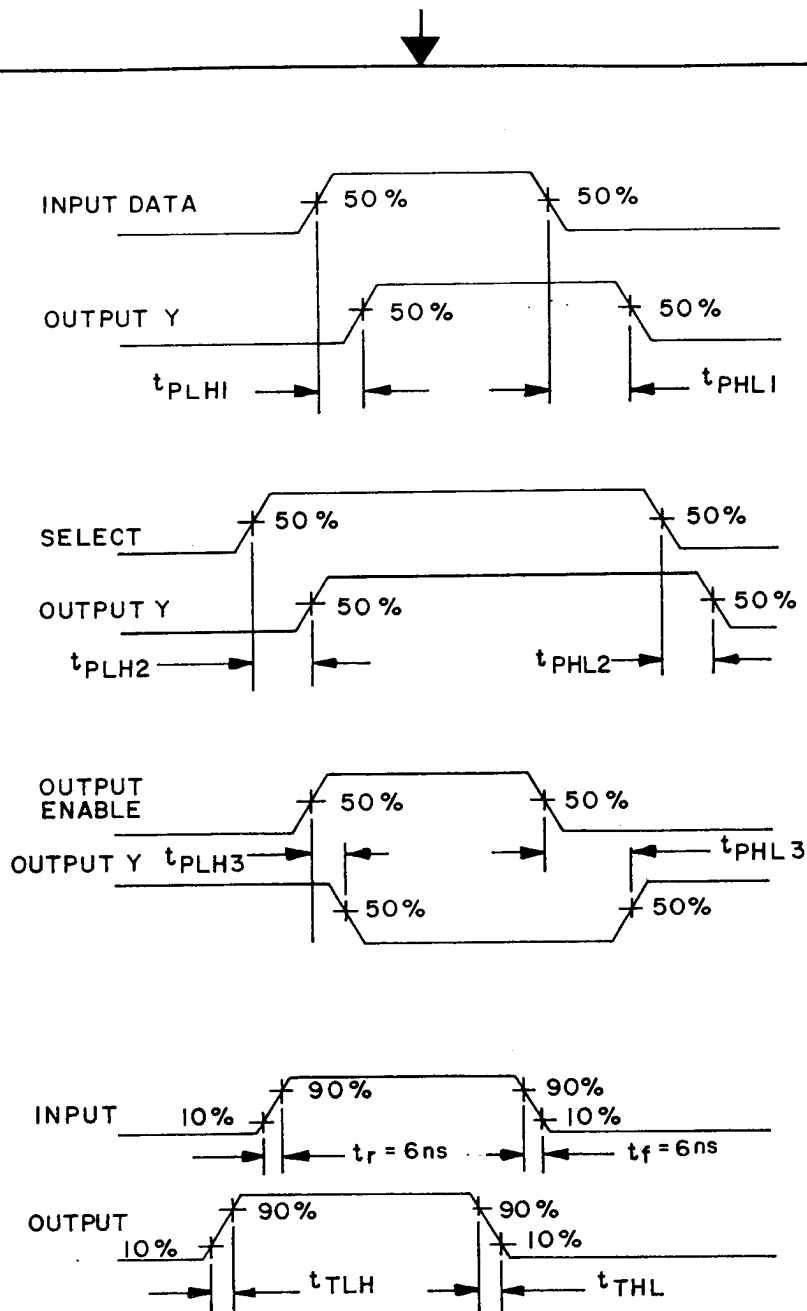 INPUT DATA 50% 50%
OUTPUT Y 50% 50%
tPLH1 tPHL1
50% 50%
SELECT
OUTPUT Y 50% 50%
tPLH2 tPHL2
OUTPUT
ENABLE 50% 50%
OUTPUT Y tPLH3 tPHL3
50% 50%
INPUT 10% 90% 90% 10%
tr = 6ns tf = 6ns
OUTPUT 90% 90%
10% 10%
tTLH tTHL